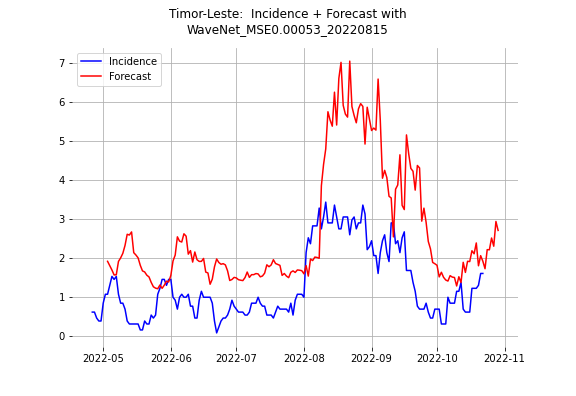 Timor-Leste:  Incidence + Forecast with
WaveNet_MSE0.00053_20220815
Incidence
Forecast
7
6
5
4
3
2
1
0
2022-05 2022-06 2022-07 2022-08 2022-09 2022-10 2022-11